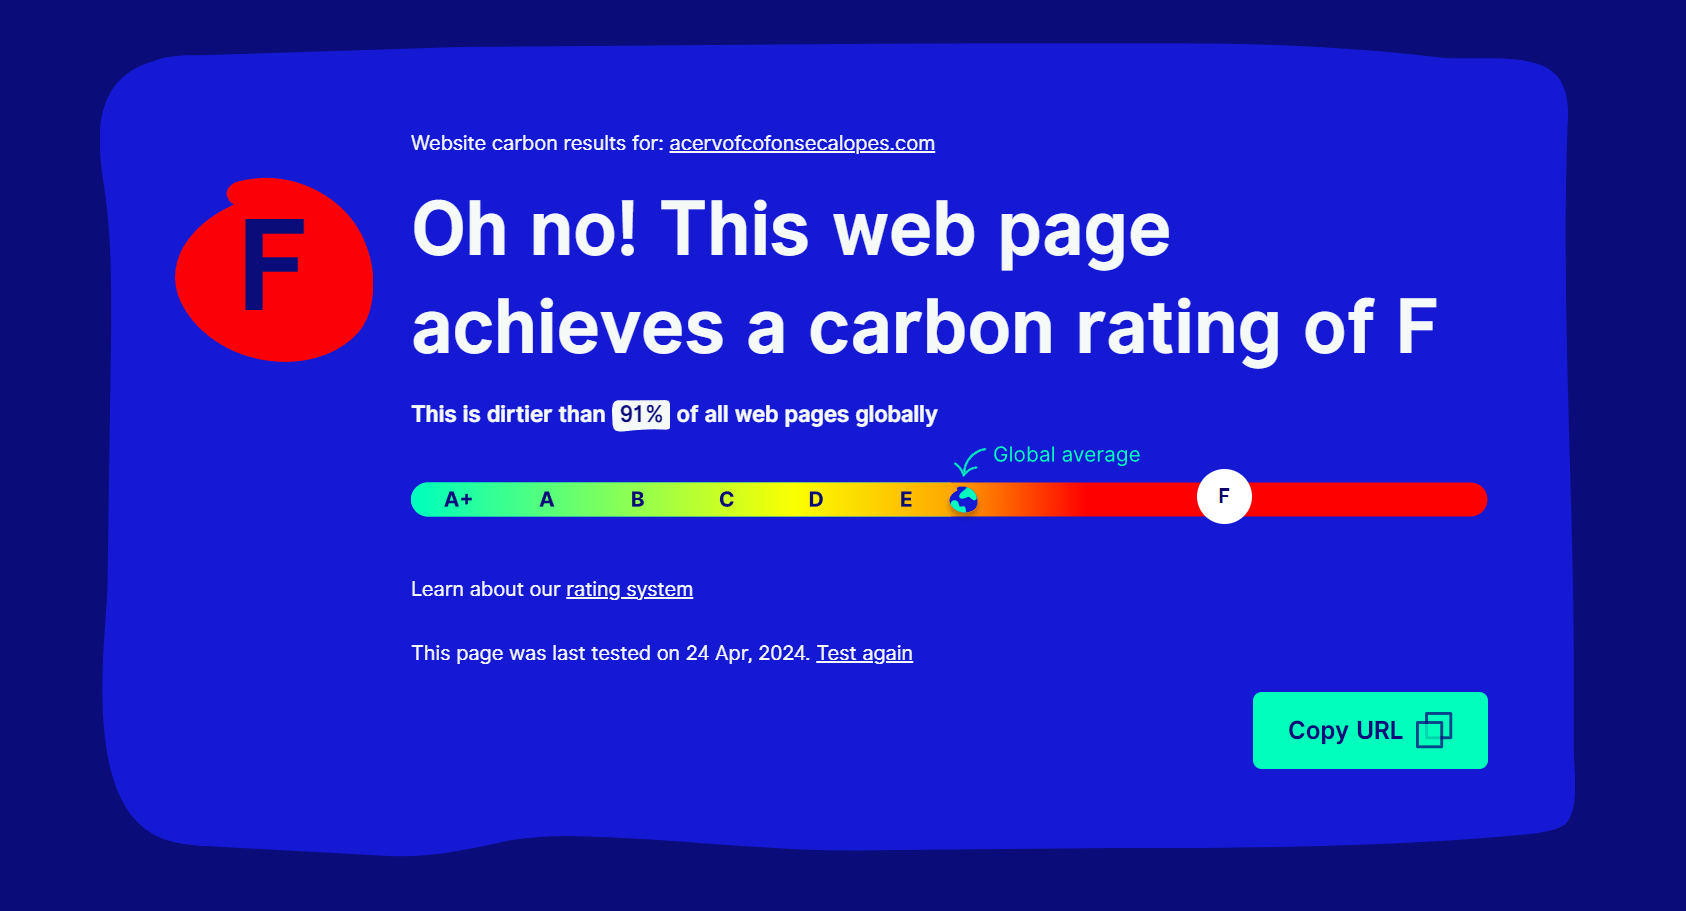 Website carbon results for: acervofcofonsecalopes.com
F
Oh no! This web page
achieves a carbon rating of F
This is dirtier than 91% of all web pages globally
Global average
A+ A B C D E F
Learn about our rating system
This page was last tested on 24 Apr, 2024. Test again
Copy URL